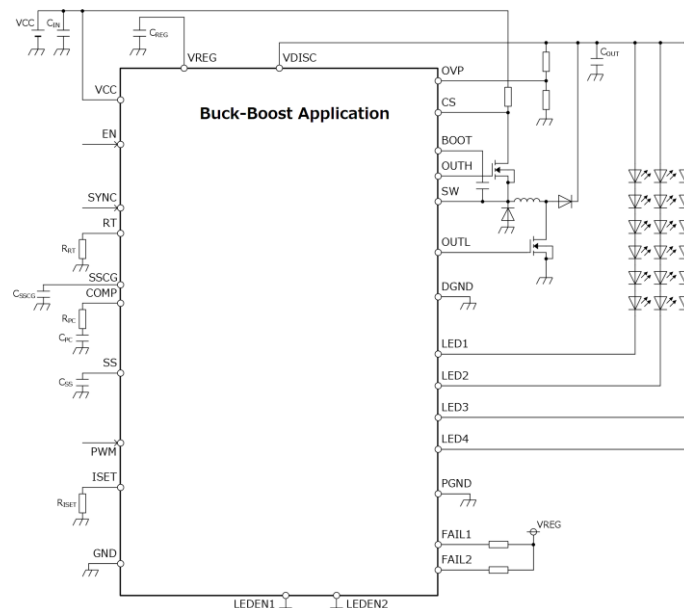 VCC
CIN
CREG
VREG
VDISC
COUT
VCC
OVP
CS
Buck-Boost Application
BOOT
EN
OUTH
SYNC
SW
RT
RRT
OUTL
SSCG
CSSCG
COMP
DGND
RPC
CPC
LED1
SS
CSS
LED2
LED3
PWM
LED4
ISET
RISET
PGND
VREG
FAIL1
GND
FAIL2
LEDEN1
LEDEN2